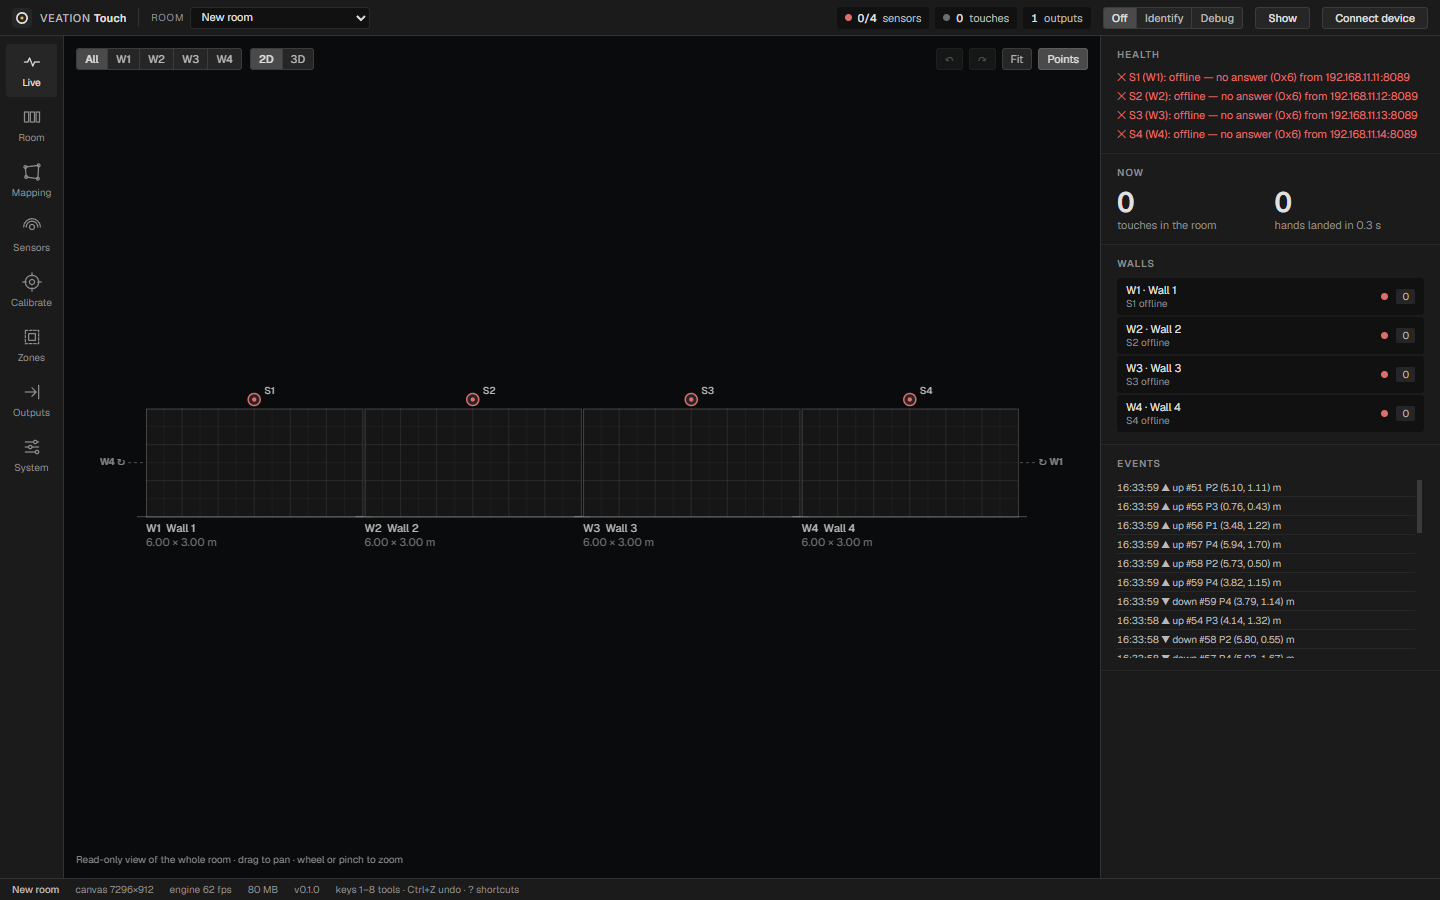 VEATION Touch
ROOM
New room
0/4 sensors
0 touches
1 outputs
Off
Identify
Debug
Show
Connect device
Live
Room
Mapping
Sensors
Calibrate
Zones
Outputs
System
All
W1
W2
W3
W4
2D
3D
Fit
Points
S1
S2
S3
S4
W4 ↻
↻ W1
W1 Wall 1
6.00 × 3.00 m
W2 Wall 2
6.00 × 3.00 m
W3 Wall 3
6.00 × 3.00 m
W4 Wall 4
6.00 × 3.00 m
Read-only view of the whole room · drag to pan · wheel or pinch to zoom
HEALTH
✕ S1 (W1): offline — no answer (0x6) from 192.168.11.11:8089
✕ S2 (W2): offline — no answer (0x6) from 192.168.11.12:8089
✕ S3 (W3): offline — no answer (0x6) from 192.168.11.13:8089
✕ S4 (W4): offline — no answer (0x6) from 192.168.11.14:8089
NOW
0
touches in the room
0
hands landed in 0.3 s
WALLS
W1 · Wall 1
S1 offline
0
W2 · Wall 2
S2 offline
0
W3 · Wall 3
S3 offline
0
W4 · Wall 4
S4 offline
0
EVENTS
16:33:59 ▲ up #51 P2 (5.10, 1.11) m
16:33:59 ▲ up #55 P3 (0.76, 0.43) m
16:33:59 ▲ up #56 P1 (3.48, 1.22) m
16:33:59 ▲ up #57 P4 (5.94, 1.70) m
16:33:59 ▲ up #58 P2 (5.73, 0.50) m
16:33:59 ▲ up #59 P4 (3.82, 1.15) m
16:33:59 ▼ down #59 P4 (3.79, 1.14) m
16:33:58 ▲ up #54 P3 (4.14, 1.32) m
16:33:58 ▼ down #58 P2 (5.80, 0.55) m
16:33:58 ▼ down #57 P4
New room
canvas 7296×912
engine 62 fps
80 MB
v0.1.0
keys 1–8 tools · Ctrl+Z undo · ? shortcuts